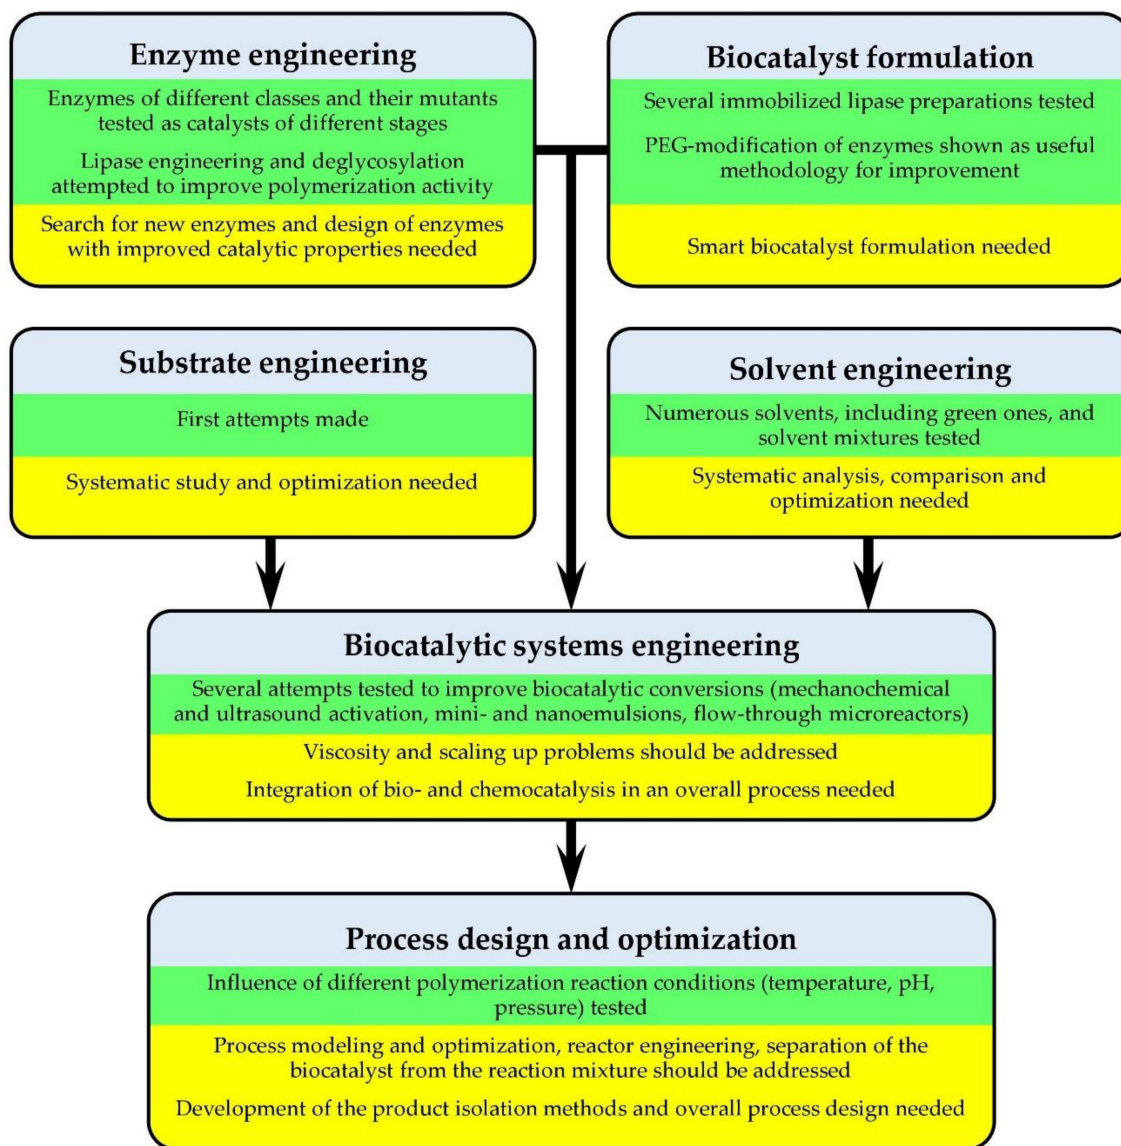 Enzyme engineering
Enzymes of different classes and their mutants
tested as catalysts of different stages
Lipase engineering and deglycosylation
attempted to improve polymerization activity
Search for new enzymes and design of enzymes
with improved catalytic properties needed
Biocatalyst formulation
Several immobilized lipase preparations tested
PEG-modification of enzymes shown as useful
methodology for improvement
Smart biocatalyst formulation needed
Substrate engineering
First attempts made
Systematic study and optimization needed
Solvent engineering
Numerous solvents, including green ones, and
solvent mixtures tested
Systematic analysis, comparison and
optimization needed
Biocatalytic systems engineering
Several attempts tested to improve biocatalytic conversions (mechanochemical
and ultrasound activation, mini- and nanoemulsions, flow-through microreactors)
Viscosity and scaling up problems should be addressed
Integration of bio- and chemocatalysis in an overall process needed
Process design and optimization
Influence of different polymerization reaction conditions (temperature, pH,
pressure) tested
Process modeling and optimization, reactor engineering, separation of the
biocatalyst from the reaction mixture should be addressed
Development of the product isolation methods and overall process design needed